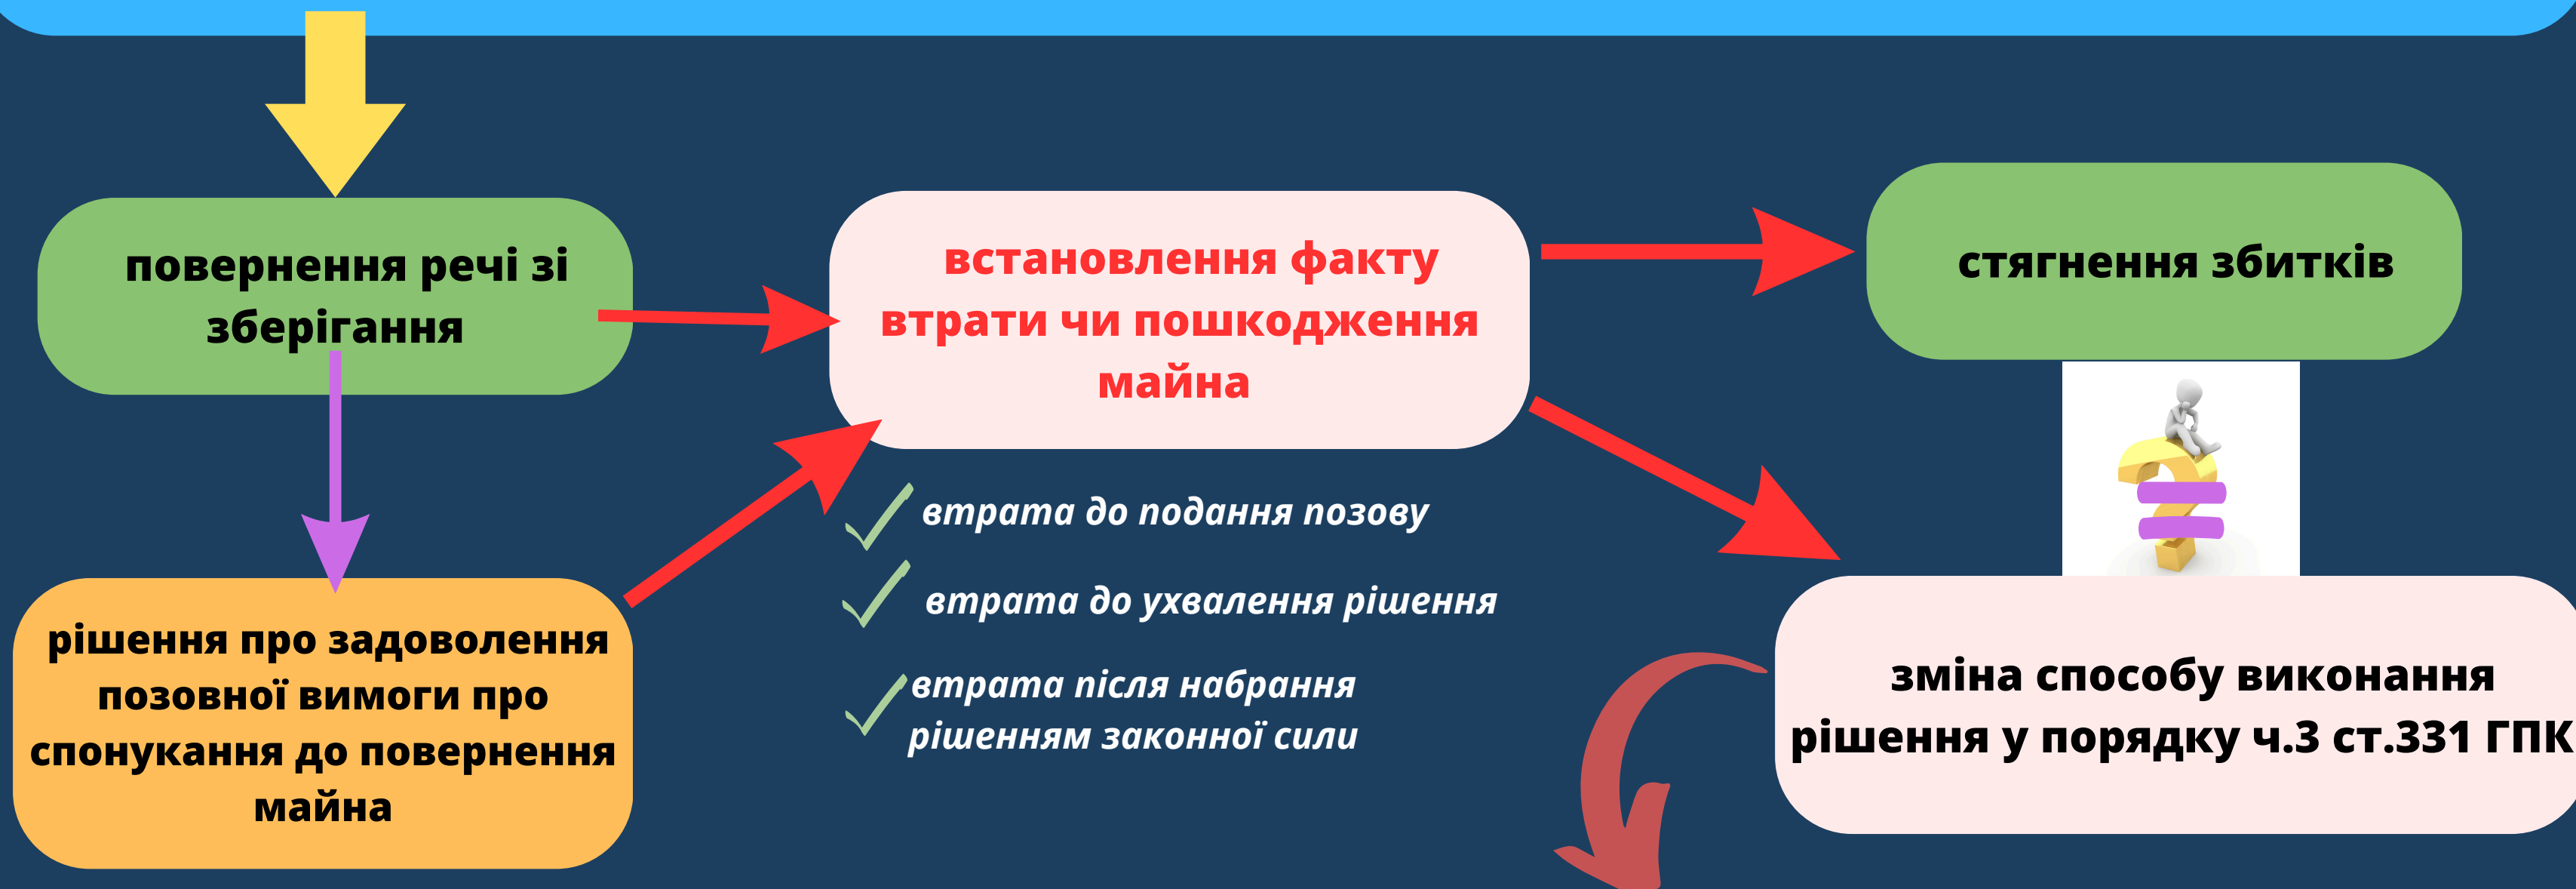 повернення речі зі
зберігання
встановлення факту
втрати чи пошкодження
майна
стягнення збитків
втрата до подання позову
втрата до ухвалення рішення
втрата після набрання
рішенням законної сили
рішення про задоволення
позовної вимоги про
спонукання до повернення
майна
зміна способу виконання
рішення у порядку ч.3 ст.331 ГПК